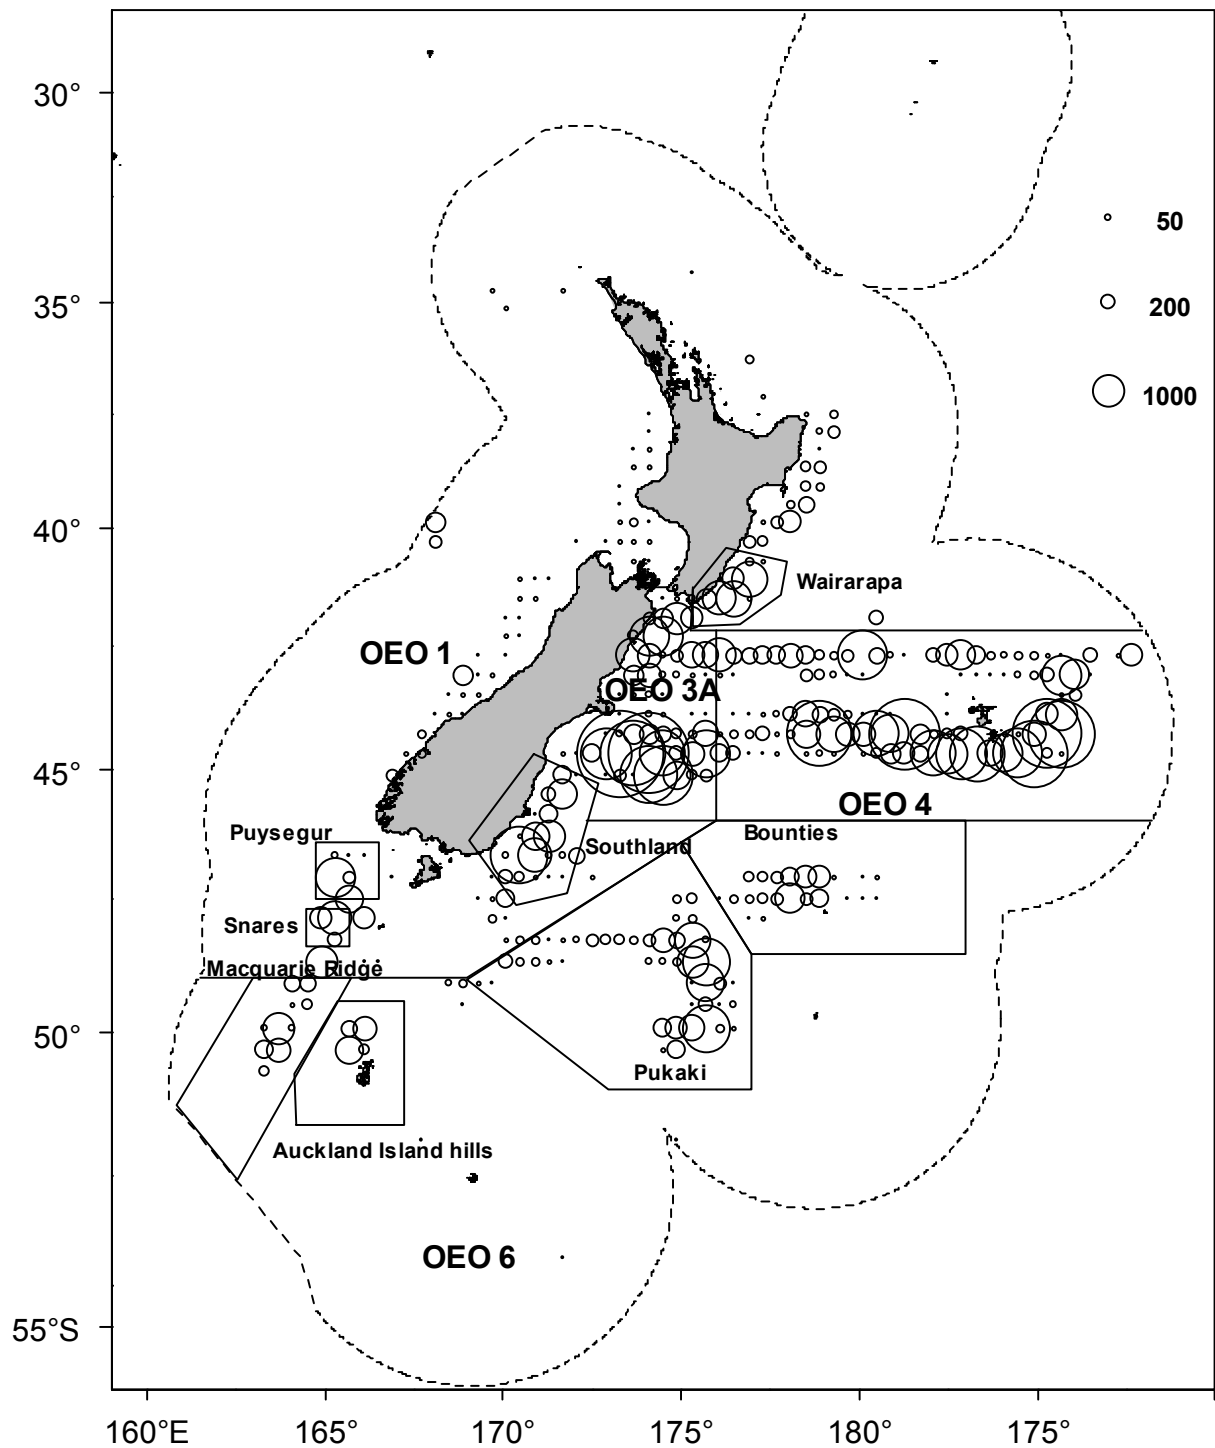 30°
50
35°
200
1000
40°
Wairarapa
OEO 1
OEO 3A
45°
OEO 4
Puysegur
Bounties
Southland
Snares
Macquarie Ridge
50°
Pukaki
Auckland Island hills
OEO 6
55°S
160°E 165° 170° 175° 180° 175°